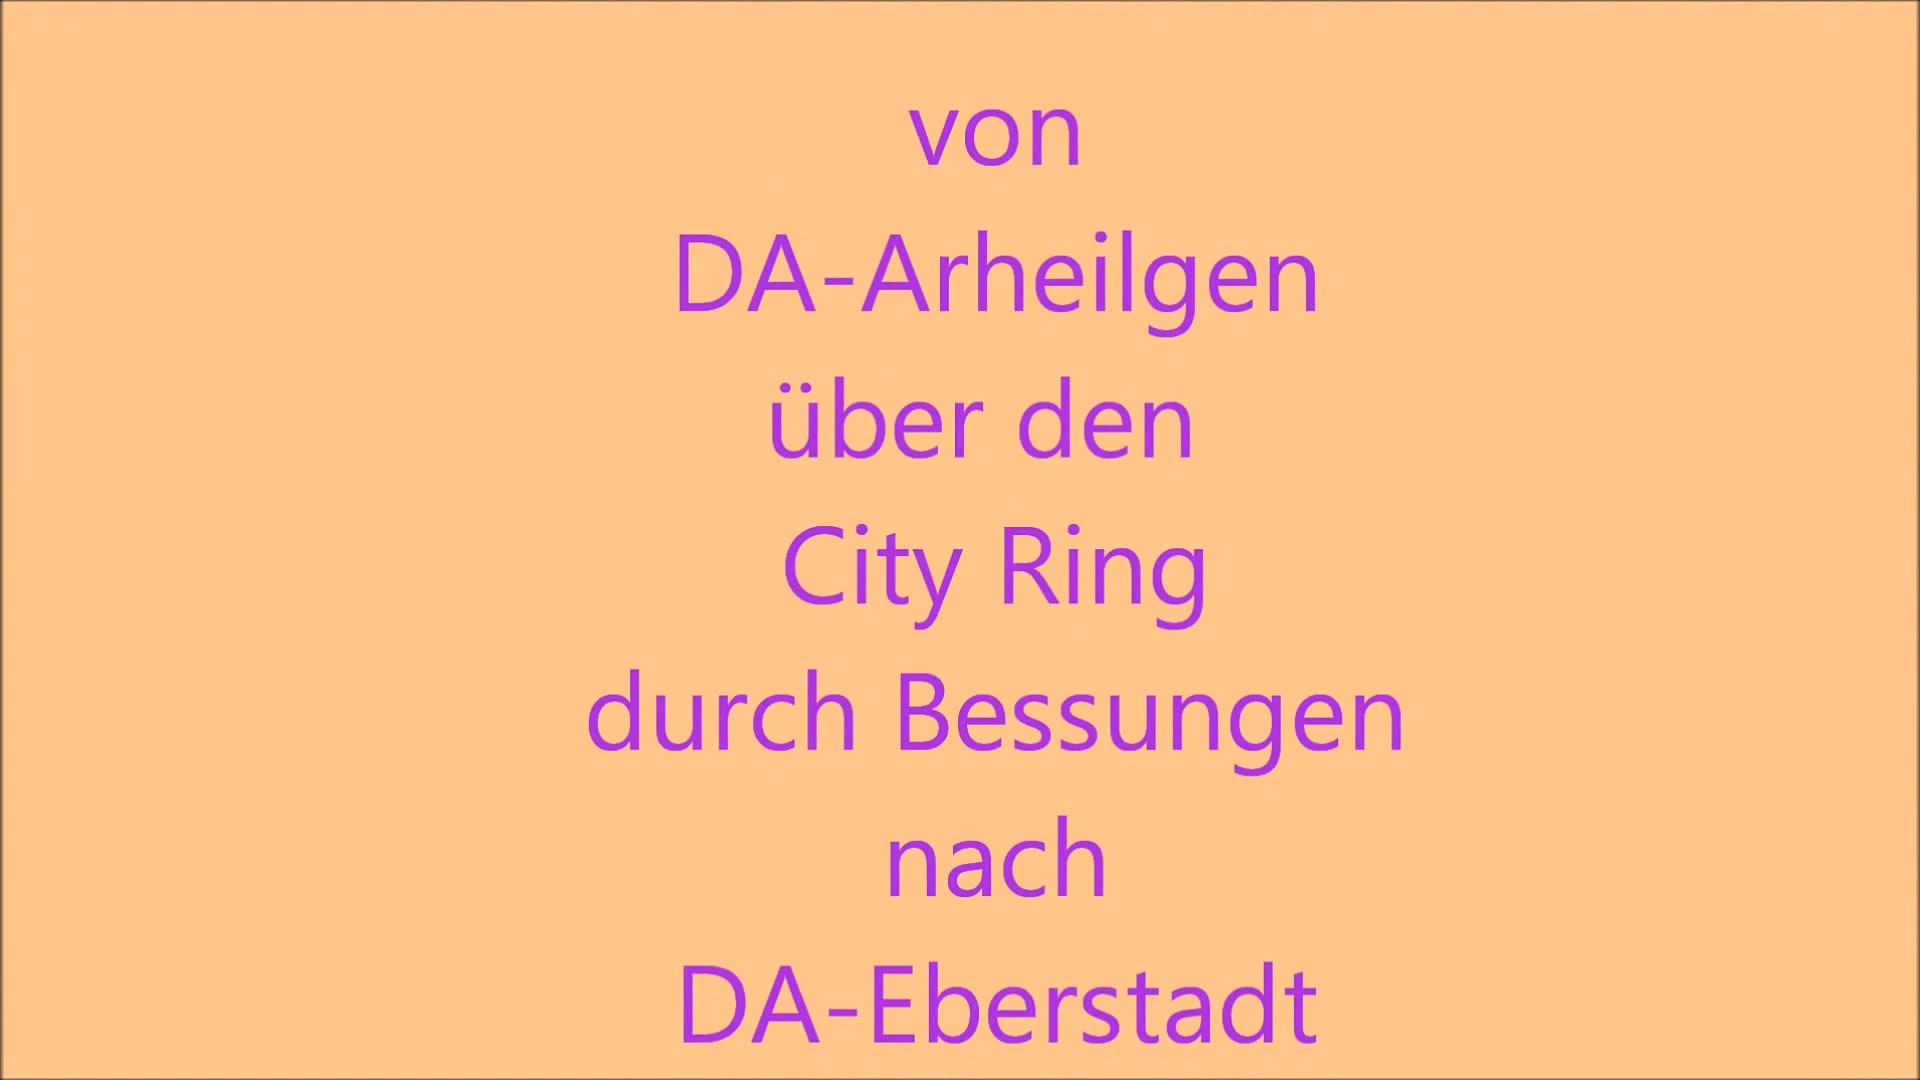 von
DA-Arheilgen
über den
City Ring
durch Bessungen
nach
DA-Eberstadt